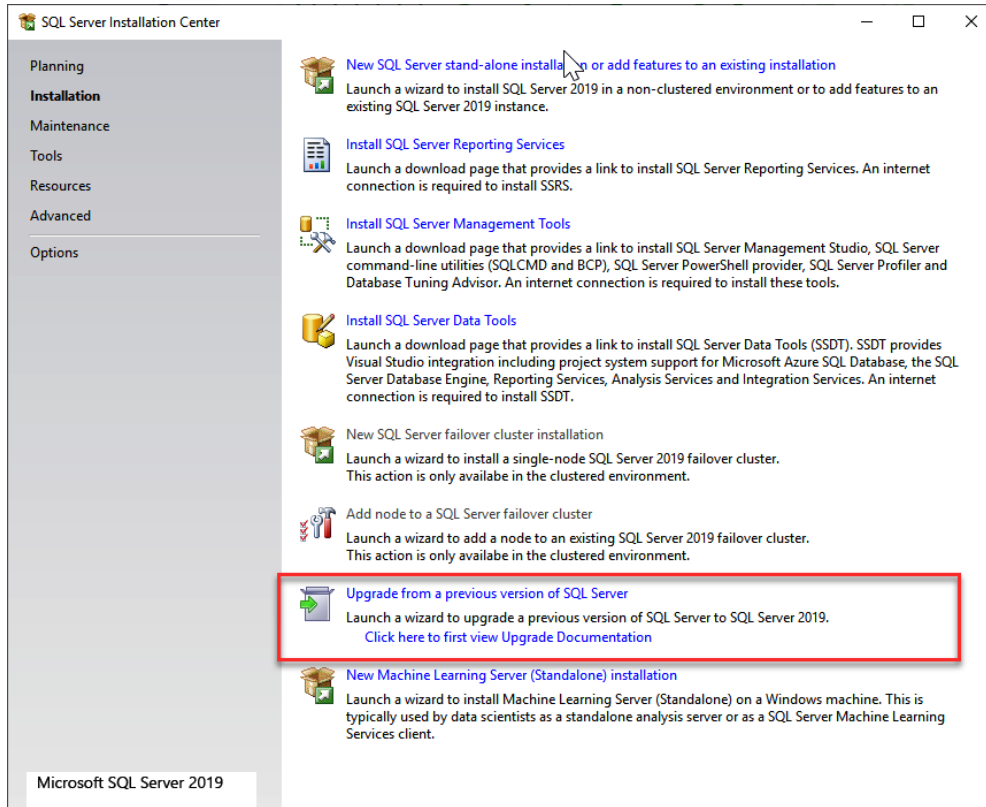 SQL Server Installation Center
Planning
Installation
Maintenance
Tools
Resources
Advanced
Options
New SQL Server stand-alone installation or add features to an existing installation
Launch a wizard to install SQL Server 2019 in a non-clustered environment or to add features to an
existing SQL Server 2019 instance.
Install SQL Server Reporting Services
Launch a download page that provides a link to install SQL Server Reporting Services. An internet
connection is required to install SSRS.
Install SQL Server Management Tools
Launch a download page that provides a link to install SQL Server Management Studio, SQL Server
command-line utilities (SQLCMD and BCP), SQL Server PowerShell provider, SQL Server Profiler and
Database Tuning Advisor. An internet connection is required to install these tools.
Install SQL Server Data Tools
Launch a download page that provides a link to install SQL Server Data Tools (SSDT). SSDT provides
Visual Studio integration including project system support for Microsoft Azure SQL Database, the SQL
Server Database Engine, Reporting Services, Analysis Services and Integration Services. An internet
connection is required to install SSDT.
New SQL Server failover cluster installation
Launch a wizard to install a single-node SQL Server 2019 failover cluster.
This action is only availabe in the clustered environment.
Add node to a SQL Server failover cluster
Launch a wizard to add a node to an existing SQL Server 2019 failover cluster.
This action is only availabe in the clustered environment.
Upgrade from a previous version of SQL Server
Launch a wizard to upgrade a previous version of SQL Server to SQL Server 2019.
Click here to first view Upgrade Documentation
New Machine Learning Server (Standalone) installation
Launch a wizard to install Machine Learning Server (Standalone) on a Windows machine. This is
typically used by data scientists as a standalone analysis server or as a SQL Server Machine Learning
Services client.
Microsoft SQL Server 2019